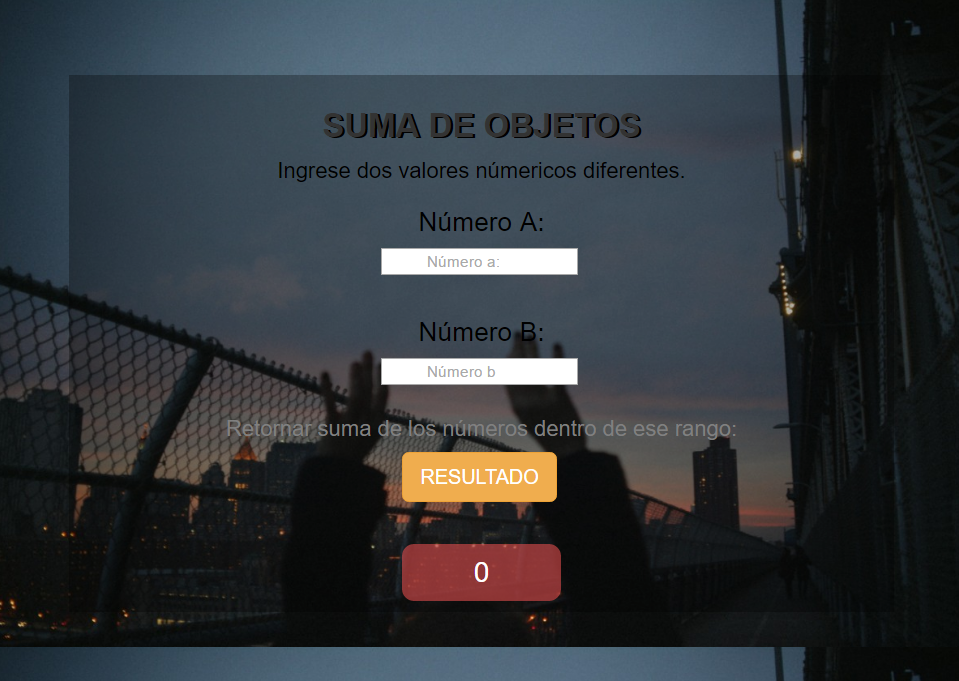 SUMA DE OBJETOS
Ingrese dos valores númericos diferentes.
Número A:
Número a:
Número B:
Número b
Retornar suma de los números dentro de ese rango:
RESULTADO
0